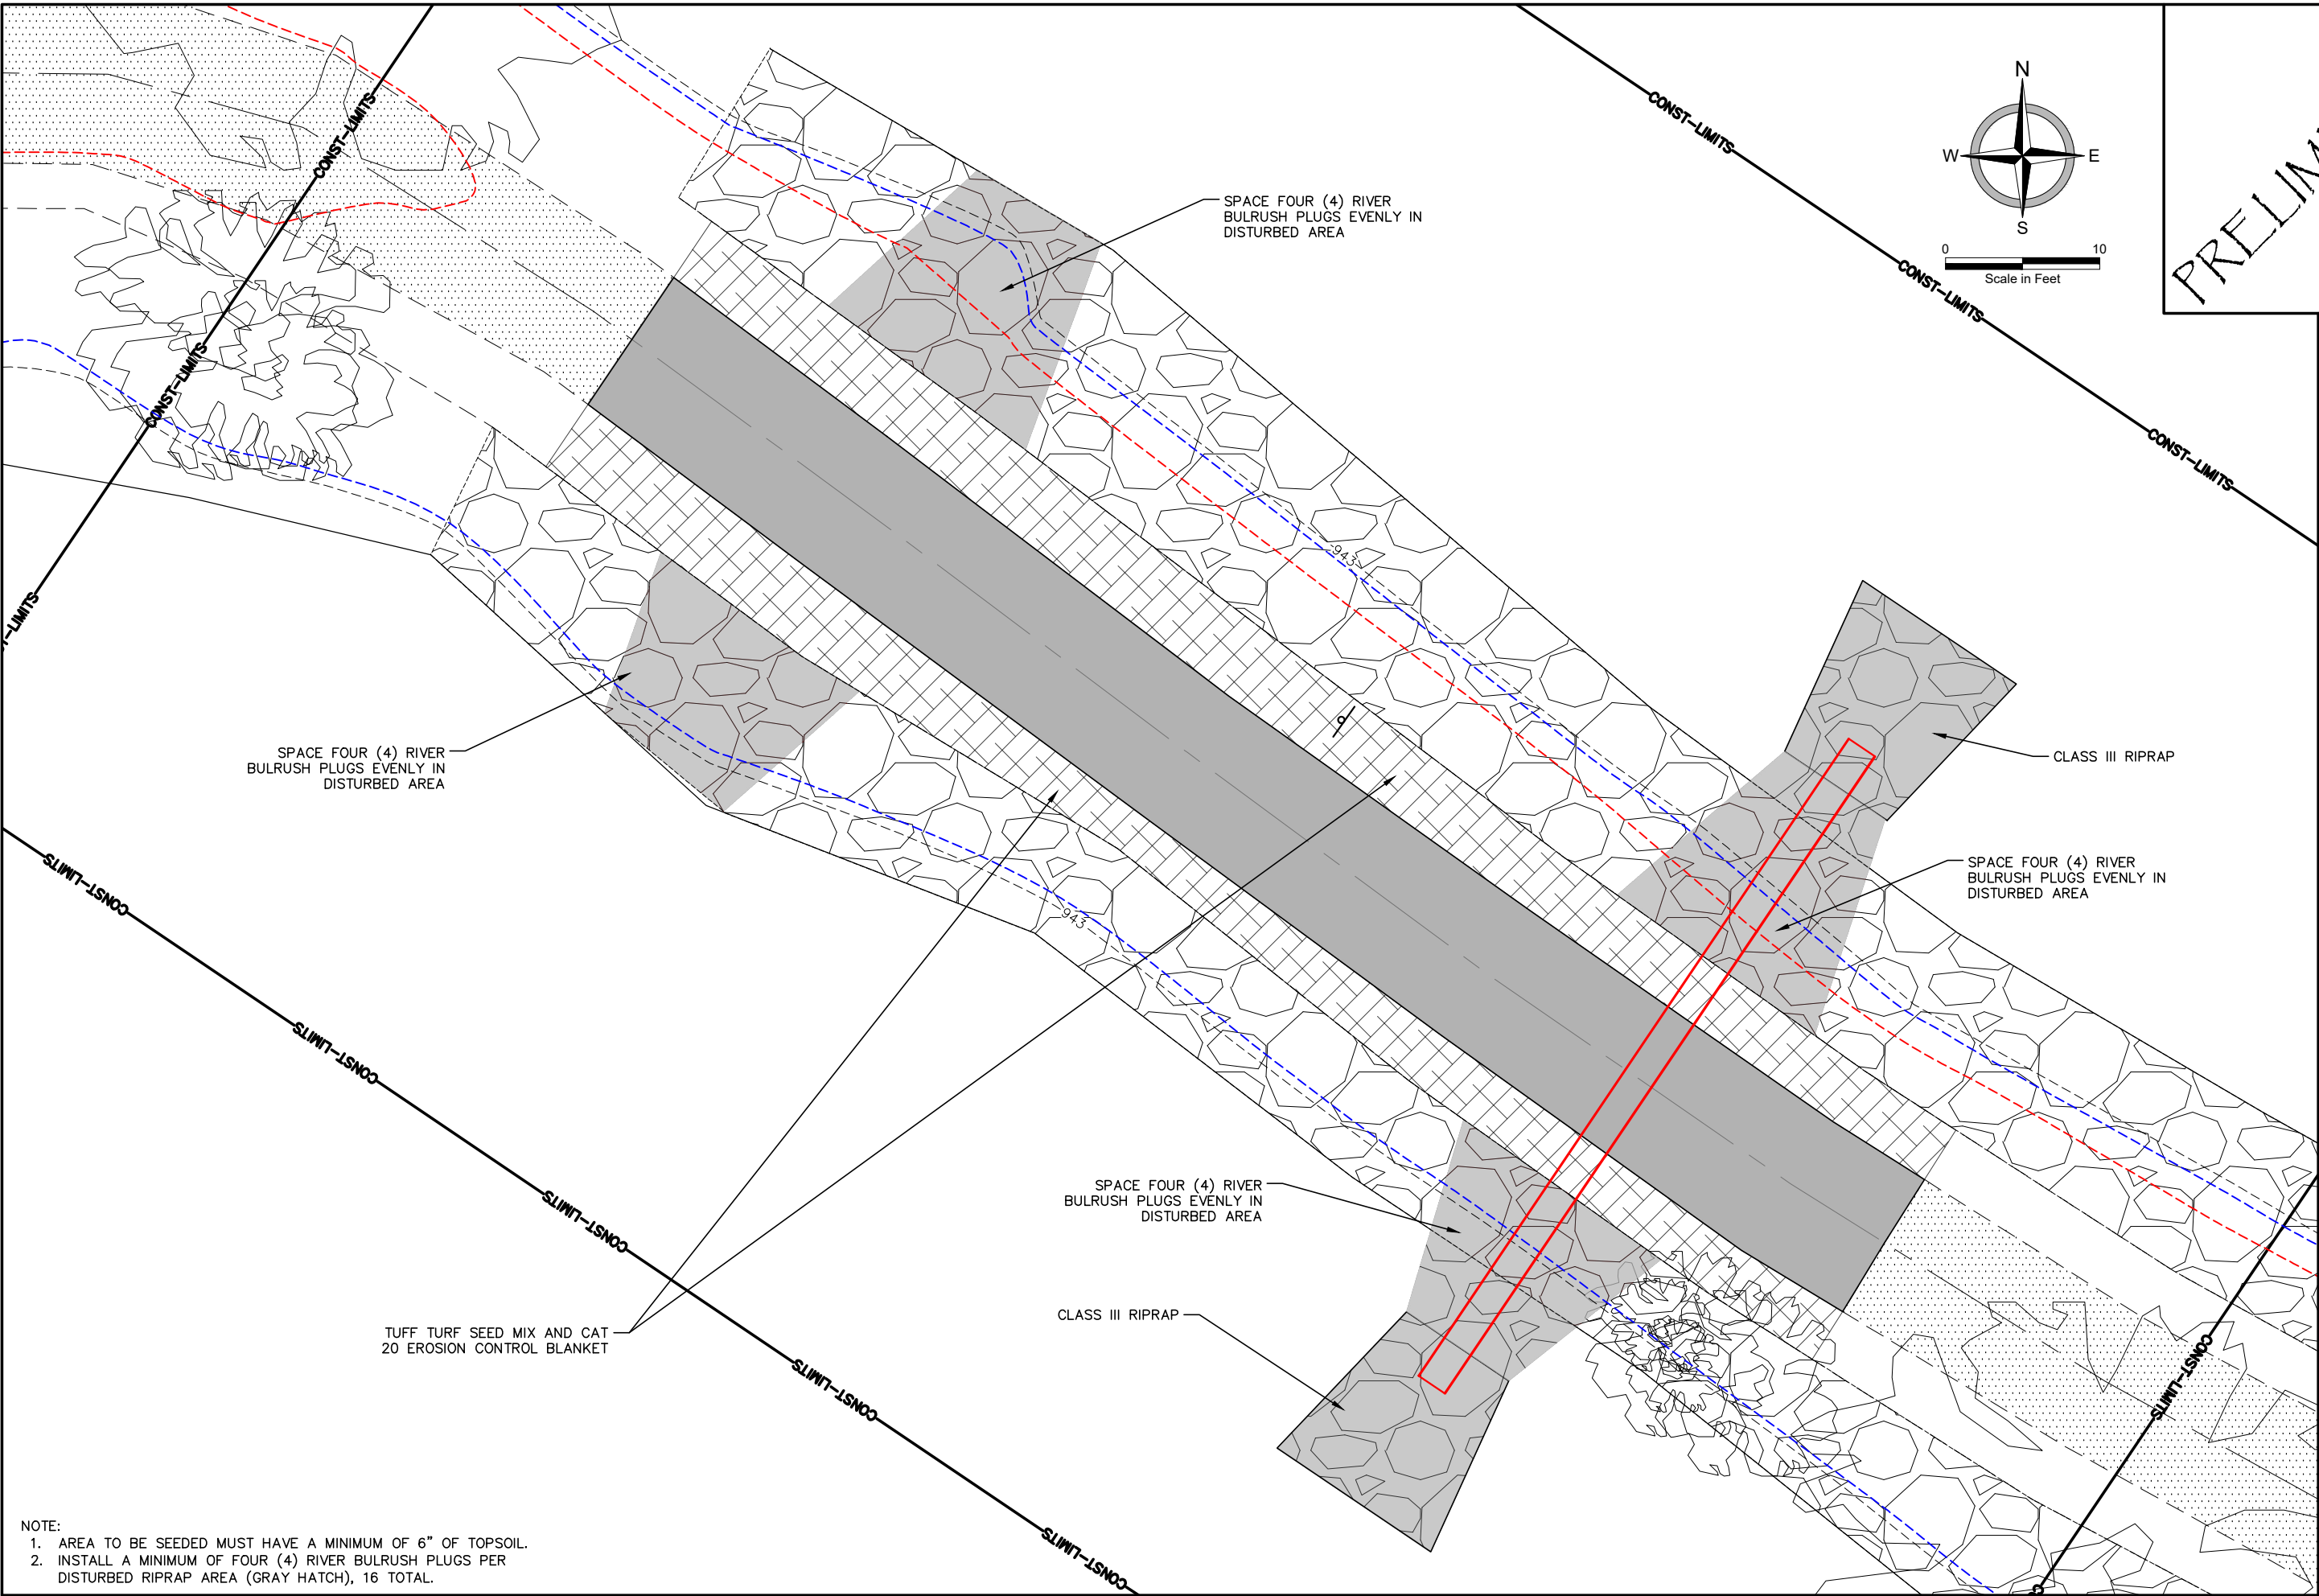 CONST-LIMITS
CONST-LIMITS
CONST-LIMITS
CONST-LIMITS
CONST-LIMITS
N
W
E
S
0
10
Scale in Feet
SPACE FOUR (4) RIVER
BULRUSH PLUGS EVENLY IN
DISTURBED AREA
CONST-LIMITS
T-LIMITS
943
SPACE FOUR (4) RIVER
BULRUSH PLUGS EVENLY IN
DISTURBED AREA
CLASS III RIPRAP
SPACE FOUR (4) RIVER
BULRUSH PLUGS EVENLY IN
DISTURBED AREA
CONST-LIMITS
943
CONST-LIMITS
CONST-LIMITS
SPACE FOUR (4) RIVER
BULRUSH PLUGS EVENLY IN
DISTURBED AREA
CLASS III RIPRAP
TUFF TURF SEED MIX AND CAT
20 EROSION CONTROL BLANKET
CONST-LIMITS
CONST-LIMITS
CONST-LIMITS
NOTE:
1. AREA TO BE SEEDED MUST HAVE A MINIMUM OF 6" OF TOPSOIL.
2. INSTALL A MINIMUM OF FOUR (4) RIVER BULRUSH PLUGS PER
DISTURBED RIPRAP AREA (GRAY HATCH), 16 TOTAL.